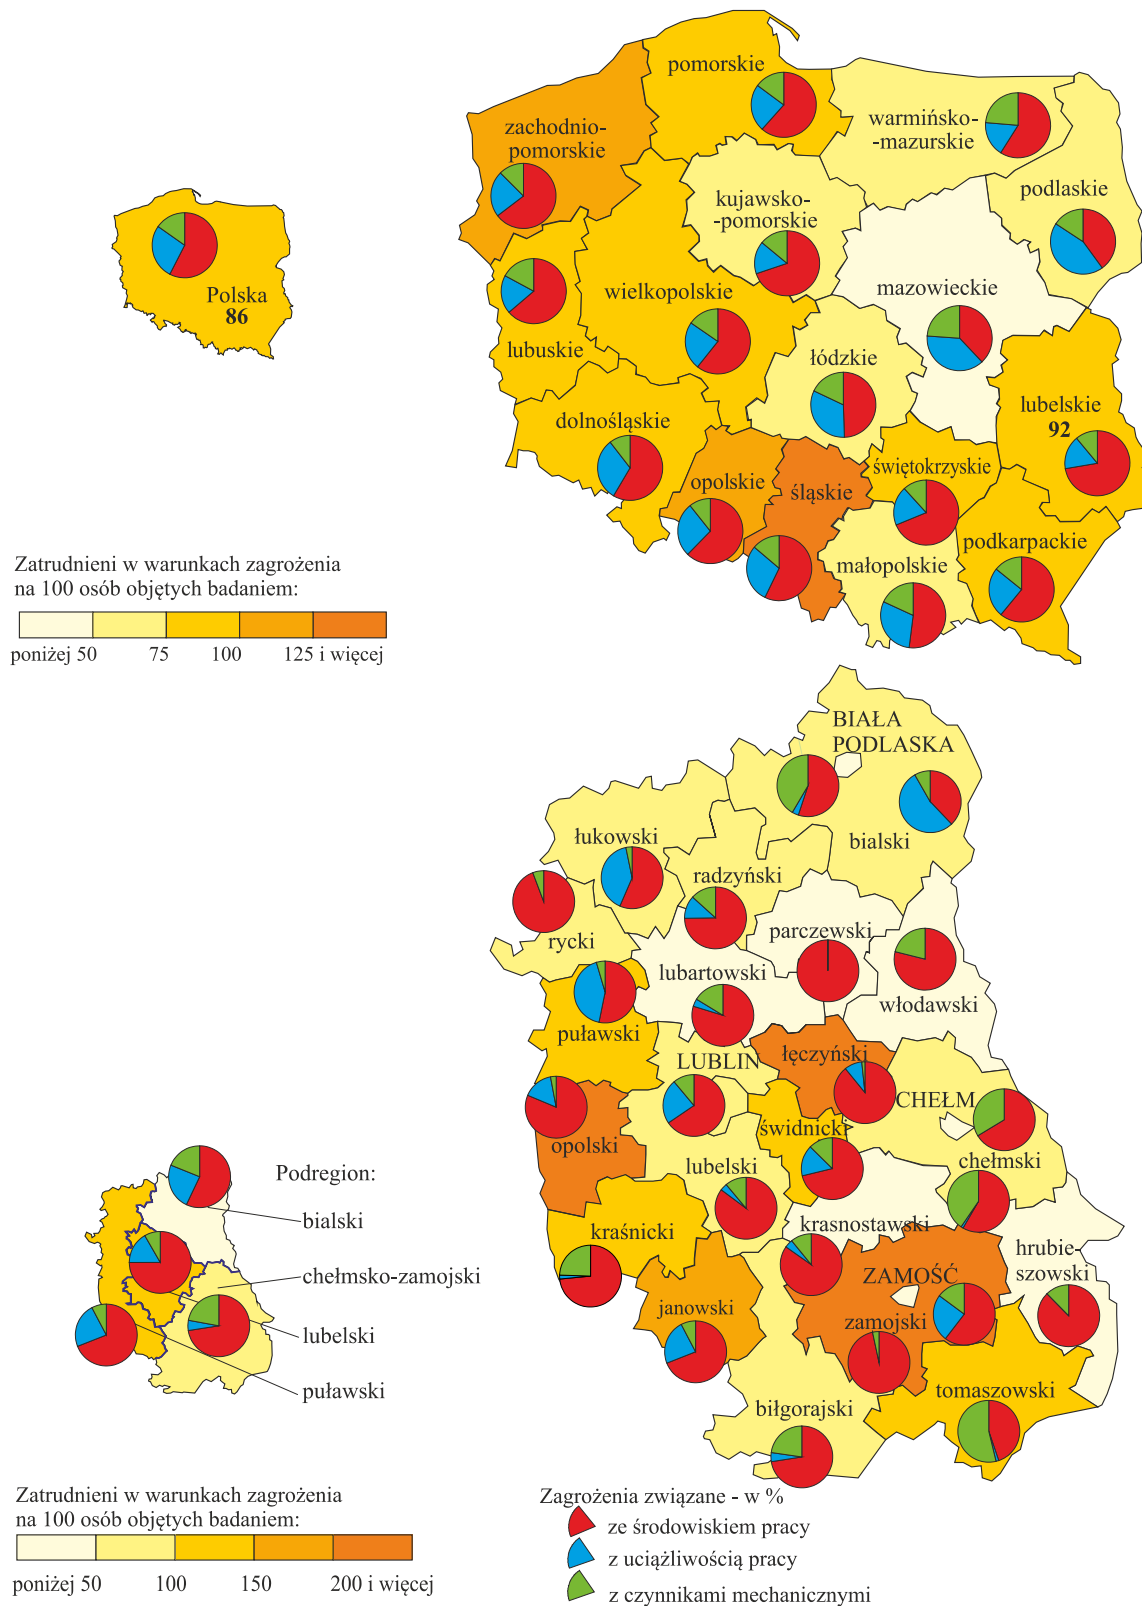 pomorskie
zachodnio-
pomorskie
warmińsko-
-mazurskie
podlaskie
kujawsko-
-pomorskie
Polska
86
wielkopolskie
mazowieckie
lubuskie
łódzkie
lubelskie
92
dolnośląskie
opolskie
śląskie
świętokrzyskie
podkarpackie
małopolskie
Zatrudnieni w warunkach zagrożenia
na 100 osób objętych badaniem:
poniżej 50 75 100 125 i więcej
BIAŁA
PODLASKA
bialski
łukowski
radzyński
rycki
parczewski
lubartowski
włodawski
puławski
LUBLIN
łęczyński
CHEŁM
świdnicki
opolski
lubelski
chełmski
kraśnicki
krasnostawski
hrubie-
szowski
ZAMOŚĆ
janowski
zamojski
tomaszowski
biłgorajski
Podregion:
bialski
chełmsko-zamojski
lubelski
puławski
Zatrudnieni w warunkach zagrożenia
na 100 osób objętych badaniem:
poniżej 50 100 150 200 i więcej
Zagrożenia związane - w %
ze środowiskiem pracy
z uciążliwością pracy
z czynnikami mechanicznymi